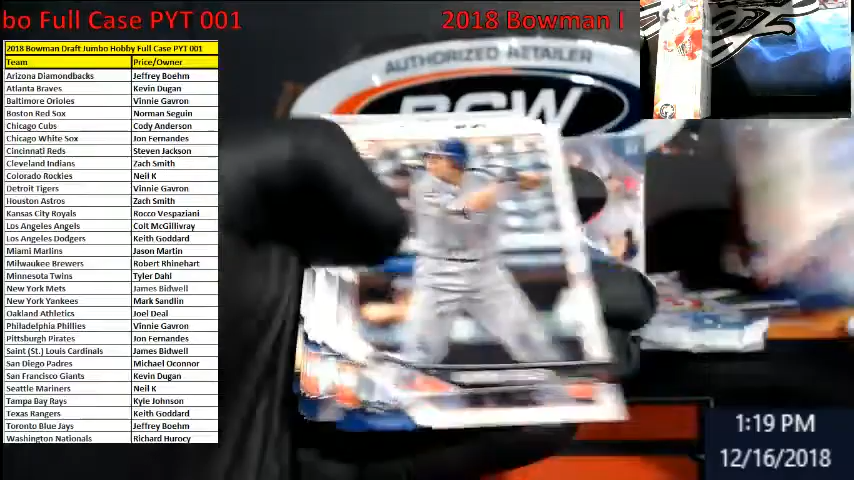 bo Full Case PYT 001
2018 Bowman I
2018 Bowman Draft Jumbo Hobby Full Case PYT 001
Team Price/Owner
Arizona Diamondbacks Jeffrey Boehm
Atlanta Braves Kevin Dugan
Baltimore Orioles Vinnie Gavron
Boston Red Sox Norman Seguin
Chicago Cubs Cody Anderson
Chicago White Sox Jon Fernandes
Cincinnati Reds Steven Jackson
Cleveland Indians Zach Smith
Colorado Rockies Neil K
Detroit Tigers Vinnie Gavron
Houston Astros Zach Smith
Kansas City Royals Rocco Vespaziani
Los Angeles Angels Colt McGillivray
Los Angeles Dodgers Keith Goddard
Miami Marlins Jason Martin
Milwaukee Brewers Robert Rhinehart
Minnesota Twins Tyler Dahl
New York Mets James Bidwell
New York Yankees Mark Sandlin
Oakland Athletics Joel Deal
Philadelphia Phillies Vinnie Gavron
Pittsburgh Pirates Jon Fernandes
Saint (St.) Louis Cardinals James Bidwell
San Diego Padres Michael Oconnor
San Francisco Giants Kevin Dugan
Seattle Mariners Neil K
Tampa Bay Rays Kyle Johnson
Texas Rangers Keith Goddard
Toronto Blue Jays Jeffrey Boehm
Washington Nationals Richard Hurocy
AUTHORIZED RETAILER
BCW
1:19 PM
12/16/2018